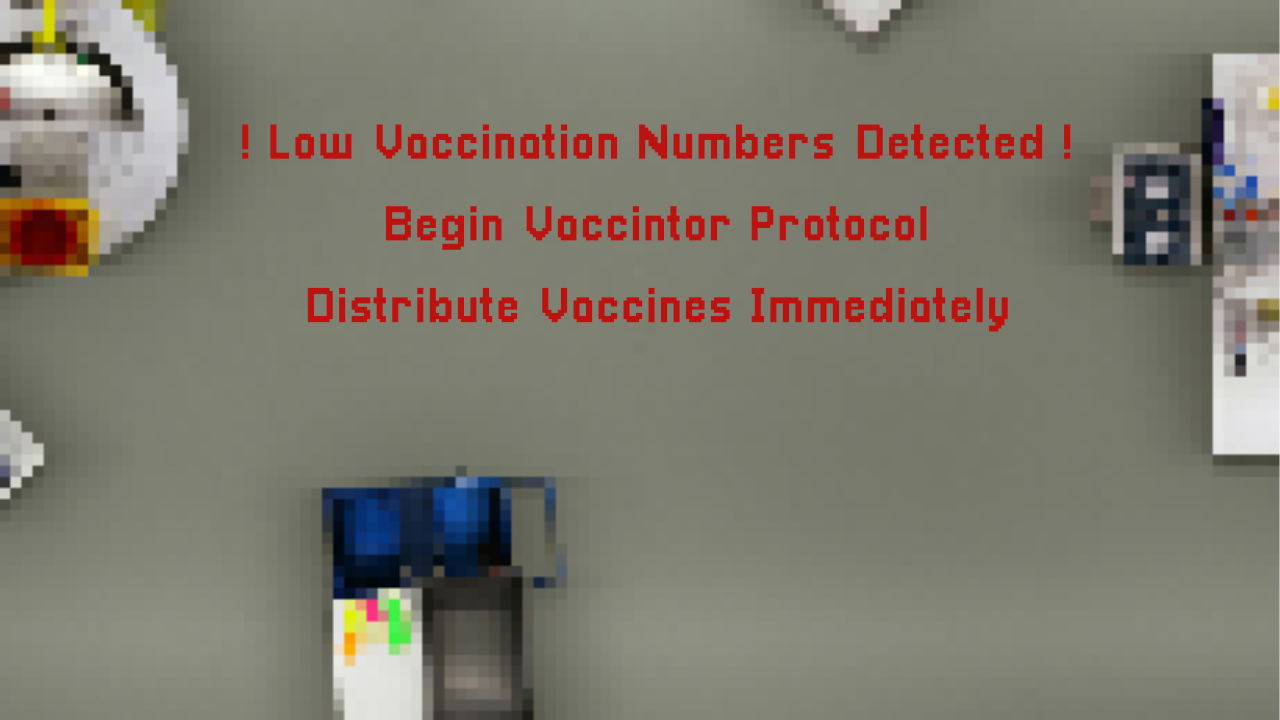 ! Low Vaccination Numbers Detected !
Begin Vaccintor Protocol
Distribute Vaccines Immediately